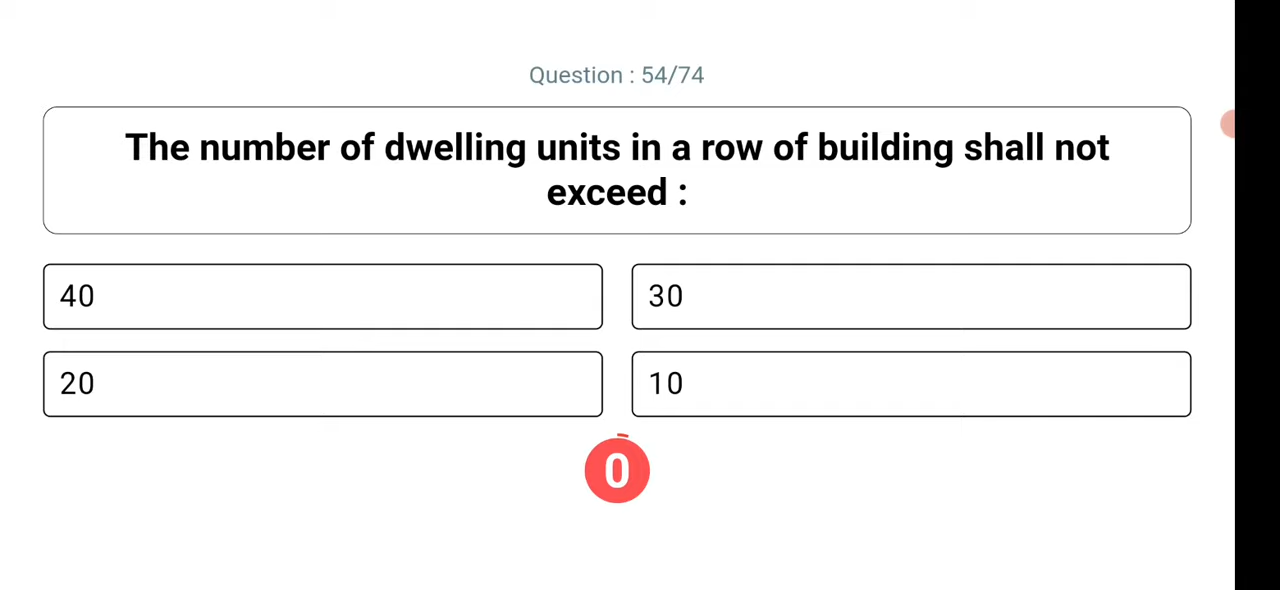 Question : 54/74
The number of dwelling units in a row of building shall not
exceed :
40
30
20
10
0